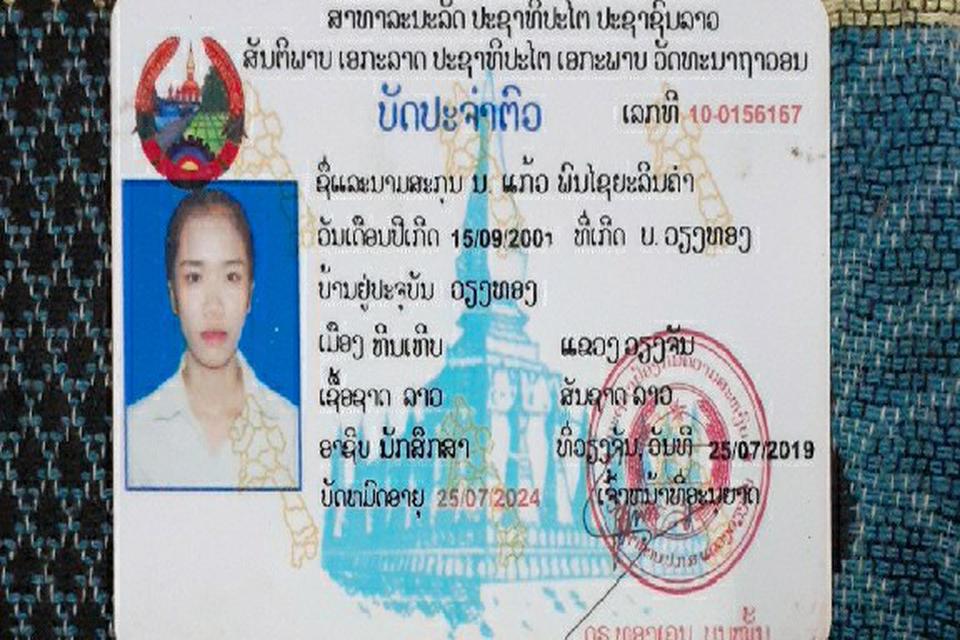 ສາທາລະນະລັດ ປະຊາທິປະໄຕ ປະຊາຊົນລາວ
ສັນຕິພາບ ເອກະລາດ ປະຊາທິປະໄຕ ເອກະພາບ ວັດທະນາຖາວອນ
ບັດປະຈຳຕົວ ເລກທີ 10-0156167
ຊື່ແລະນາມສະກຸນ ນ. ແກ້ວ ພົນໄຊຍະລິນຄຳ
ວັນເດືອນປີເກີດ 15/09/2001 ທີ່ເກີດ ບ. ວຽງທອງ
ບ້ານຢູ່ປະຈຸບັນ ວຽງທອງ
ເມືອງ ຫີນເຫີບ ແຂວງ ວຽງຈັນ
ເຊື້ອຊາດ ລາວ ສັນຊາດ ລາວ
ອາຊີບ ນັກສຶກສາ ທີ່ວຽງຈັນ, ວັນທີ 25/07/2019
ບັດຫມົດອາຍຸ 25/07/2024 ເຈົ້າຫນ້າທີ່ອະນຸຍາດ